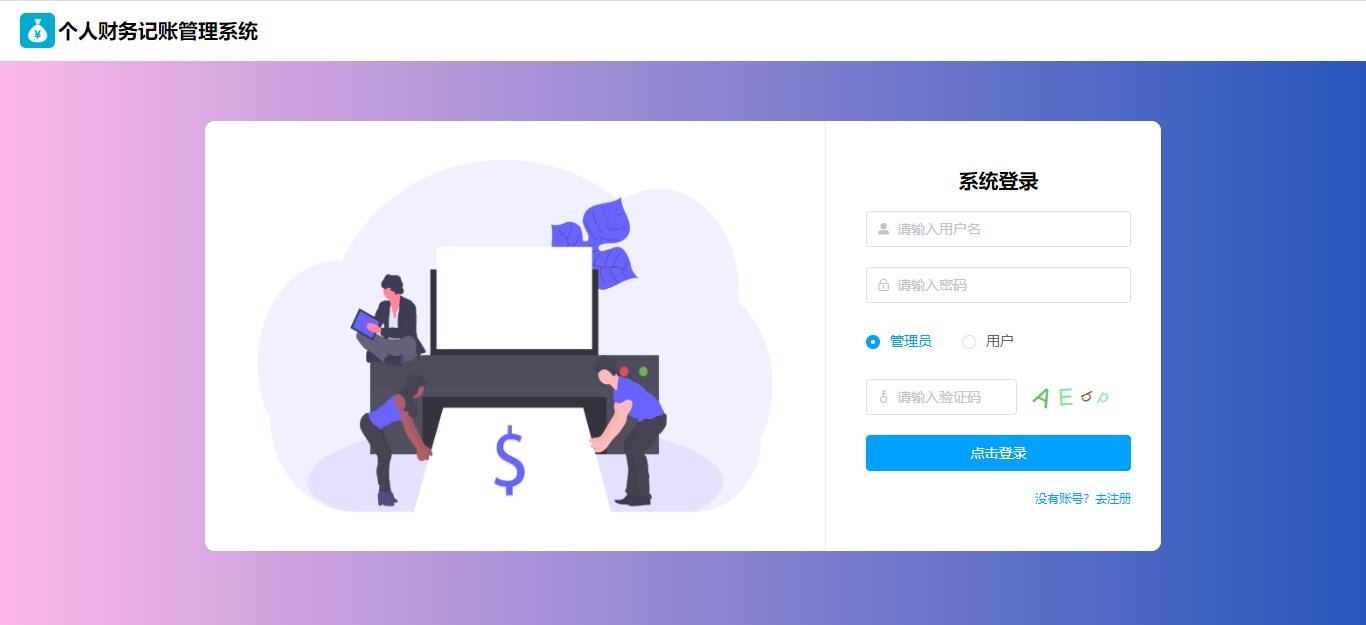 个人财务记账管理系统
系统登录
请输入用户名
请输入密码
管理员 用户
请输入验证码
点击登录
没有账号？去注册
$